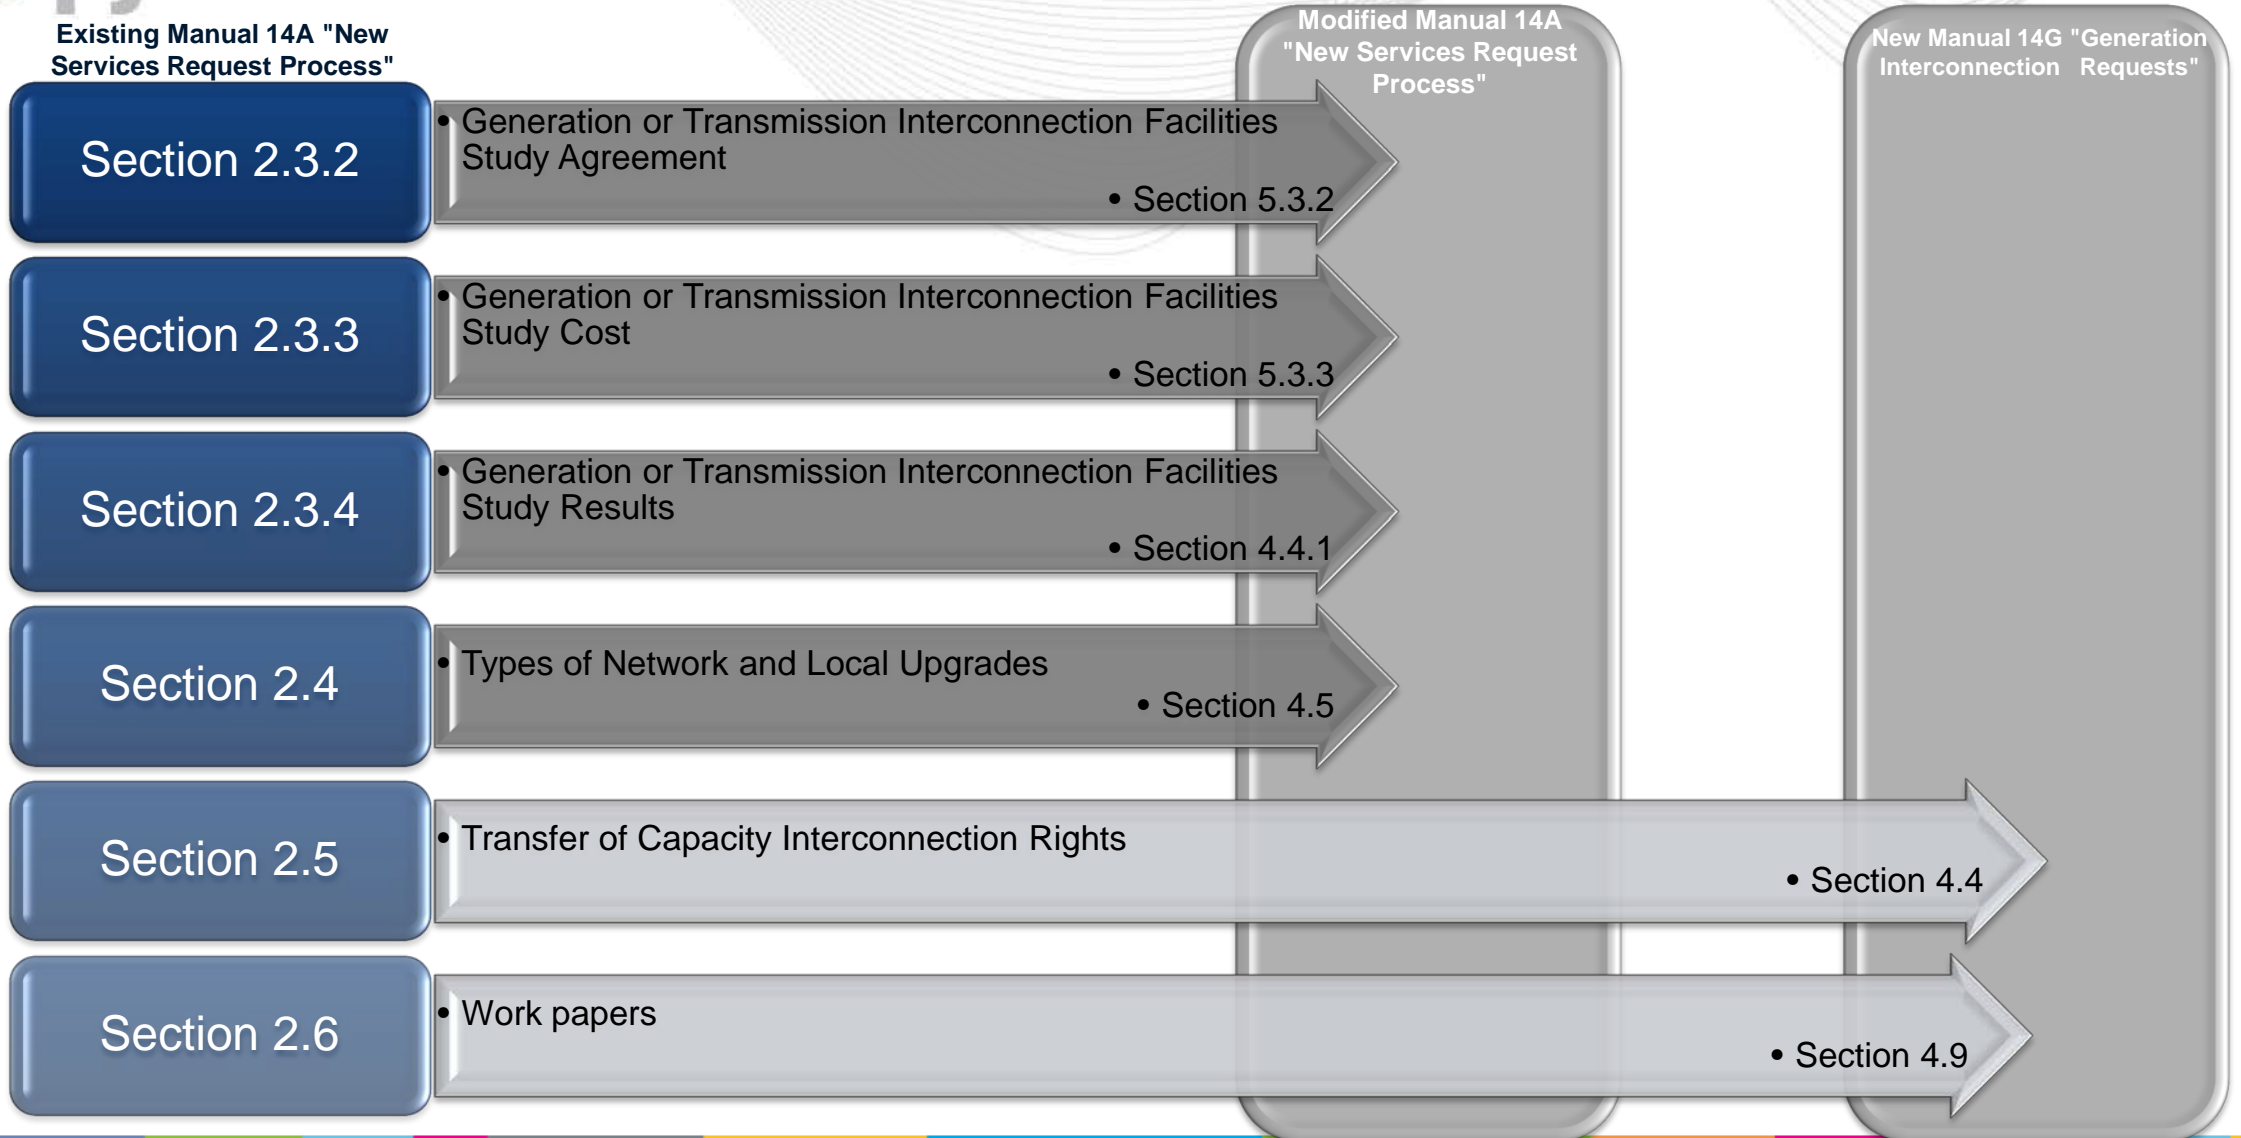 Existing Manual 14A "New
Services Request Process"
Modified Manual 14A
"New Services Request
Process"
New Manual 14G "Generation
Interconnection Requests"
Section 2.3.2
• Generation or Transmission Interconnection Facilities
Study Agreement
• Section 5.3.2
Section 2.3.3
• Generation or Transmission Interconnection Facilities
Study Cost
• Section 5.3.3
Section 2.3.4
• Generation or Transmission Interconnection Facilities
Study Results
• Section 4.4.1
Section 2.4
• Types of Network and Local Upgrades
• Section 4.5
Section 2.5
• Transfer of Capacity Interconnection Rights
• Section 4.4
Section 2.6
• Work papers
• Section 4.9